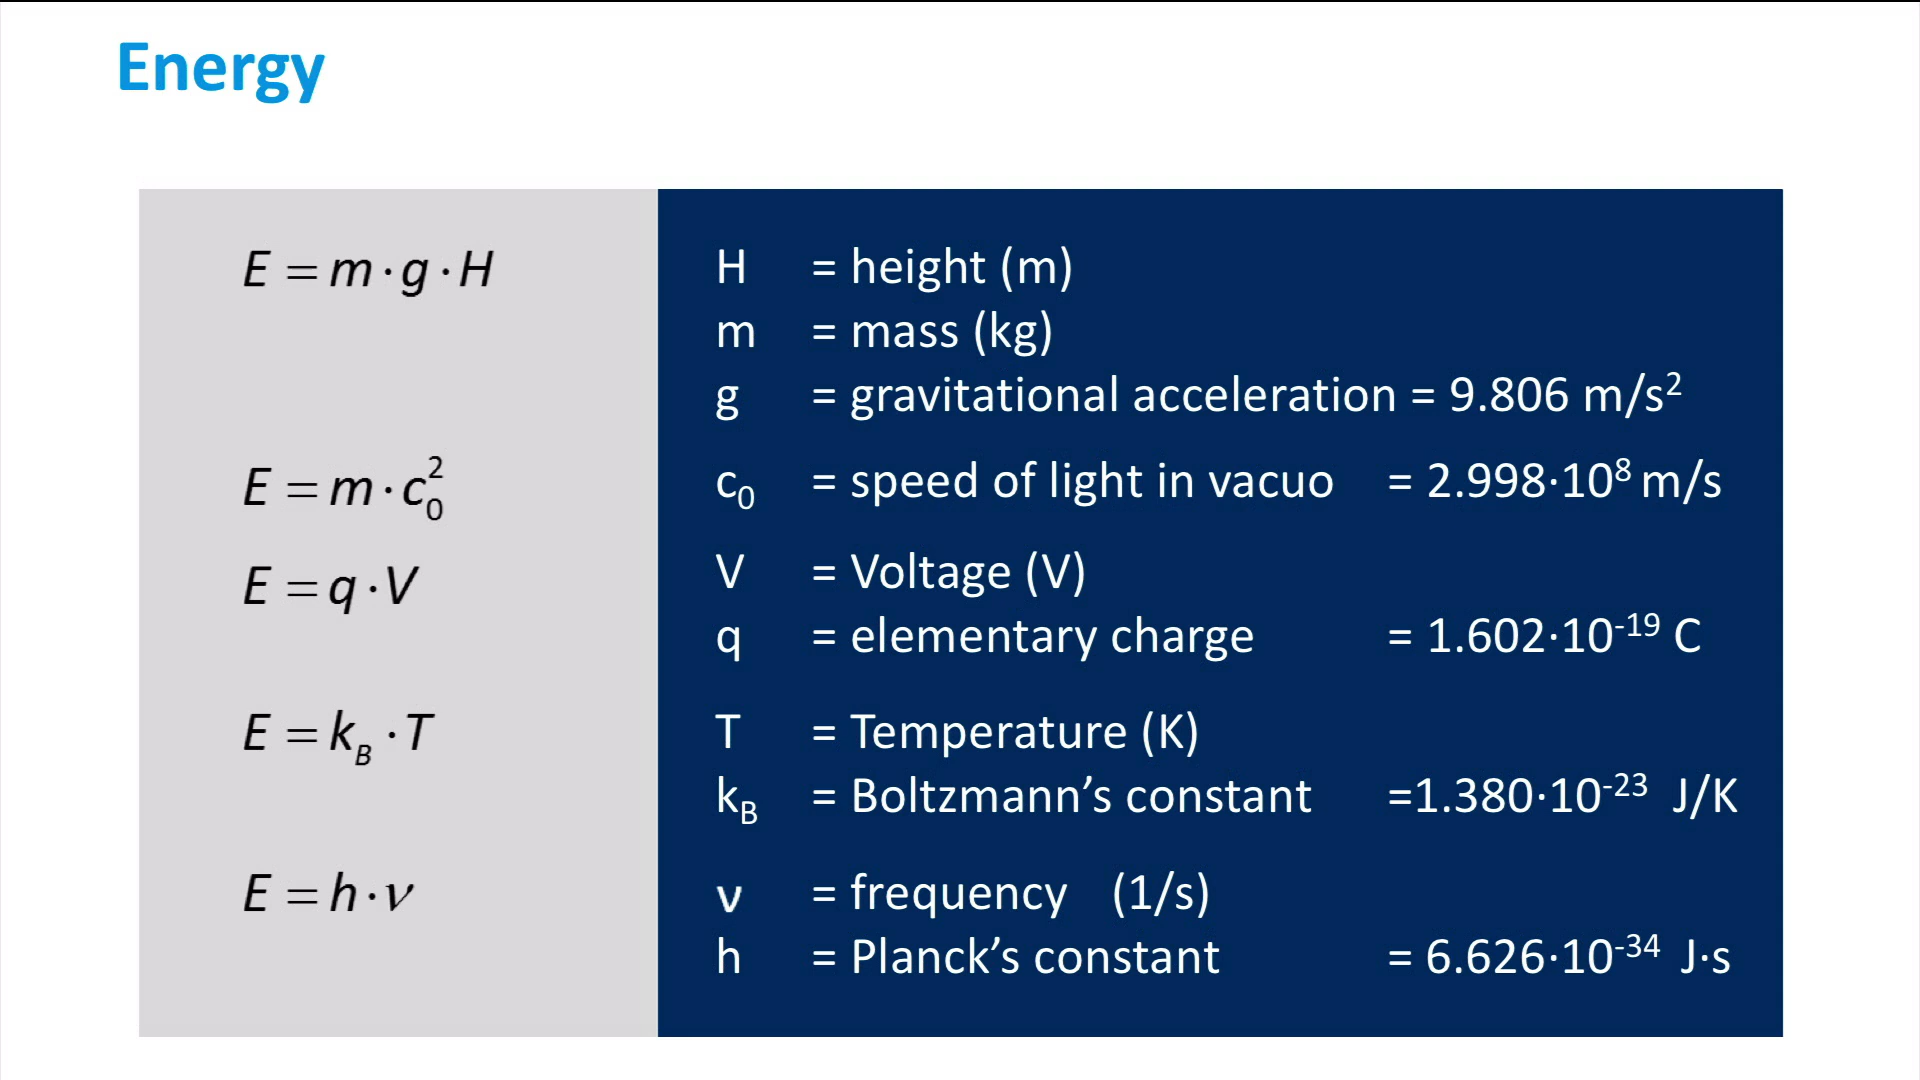 Energy
E = m · g · H
H = height (m)
m = mass (kg)
g = gravitational acceleration = 9.806 m/s²
E = m · c₀²
c₀ = speed of light in vacuo = 2.998·10⁸ m/s
E = q · V
V = Voltage (V)
q = elementary charge = 1.602·10⁻¹⁹ C
E = k_B · T
T = Temperature (K)
k_B = Boltzmann’s constant =1.380·10⁻²³ J/K
E = h · ν
ν = frequency (1/s)
h = Planck’s constant = 6.626·10⁻³⁴ J·s